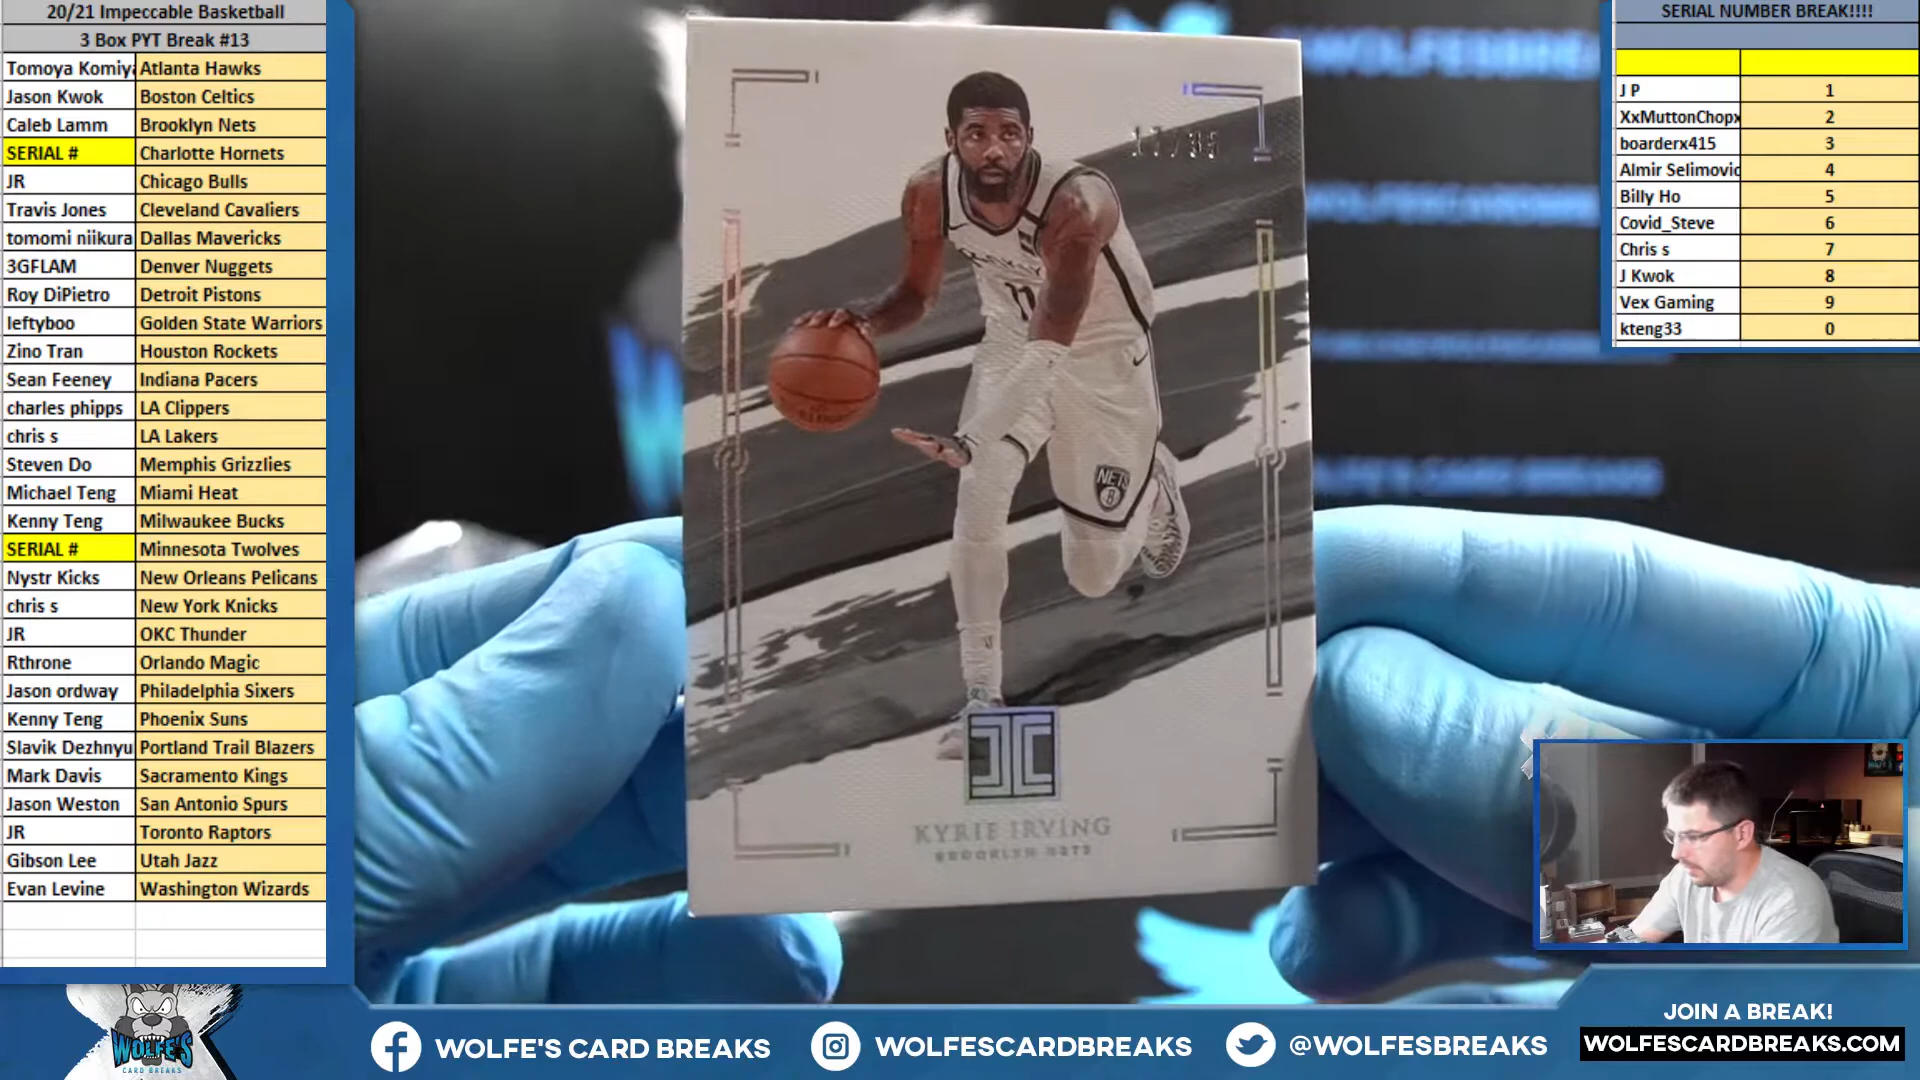 20/21 Impeccable Basketball
3 Box PYT Break #13
Tomoya Komiya Atlanta Hawks
Jason Kwok Boston Celtics
Caleb Lamm Brooklyn Nets
SERIAL # Charlotte Hornets
JR Chicago Bulls
Travis Jones Cleveland Cavaliers
tomomi niikura Dallas Mavericks
3GFLAM Denver Nuggets
Roy DiPietro Detroit Pistons
leftyboo Golden State Warriors
Zino Tran Houston Rockets
Sean Feeney Indiana Pacers
charles phipps LA Clippers
chris s LA Lakers
Steven Do Memphis Grizzlies
Michael Teng Miami Heat
Kenny Teng Milwaukee Bucks
SERIAL # Minnesota Twolves
Nystr Kicks New Orleans Pelicans
chris s New York Knicks
JR OKC Thunder
Rthrone Orlando Magic
Jason ordway Philadelphia Sixers
Kenny Teng Phoenix Suns
Slavik Dezhnyu Portland Trail Blazers
Mark Davis Sacramento Kings
Jason Weston San Antonio Spurs
JR Toronto Raptors
Gibson Lee Utah Jazz
Evan Levine Washington Wizards
NETS
KYRIE IRVING
BROOKLYN NETS
WOLFE'S CARD BREAKS
SERIAL NUMBER BREAK!!!!
J P 1
XxMuttonChopx 2
boarderx415 3
Almir Selimovic 4
Billy Ho 5
Covid_Steve 6
Chris s 7
J Kwok 8
Vex Gaming 9
kteng33 0
WOLFE'S
CARD BREAKS
WOLFE'S CARD BREAKS
WOLFESCARDBREAKS
@WOLFESBREAKS
JOIN A BREAK!
WOLFESCARDBREAKS.COM